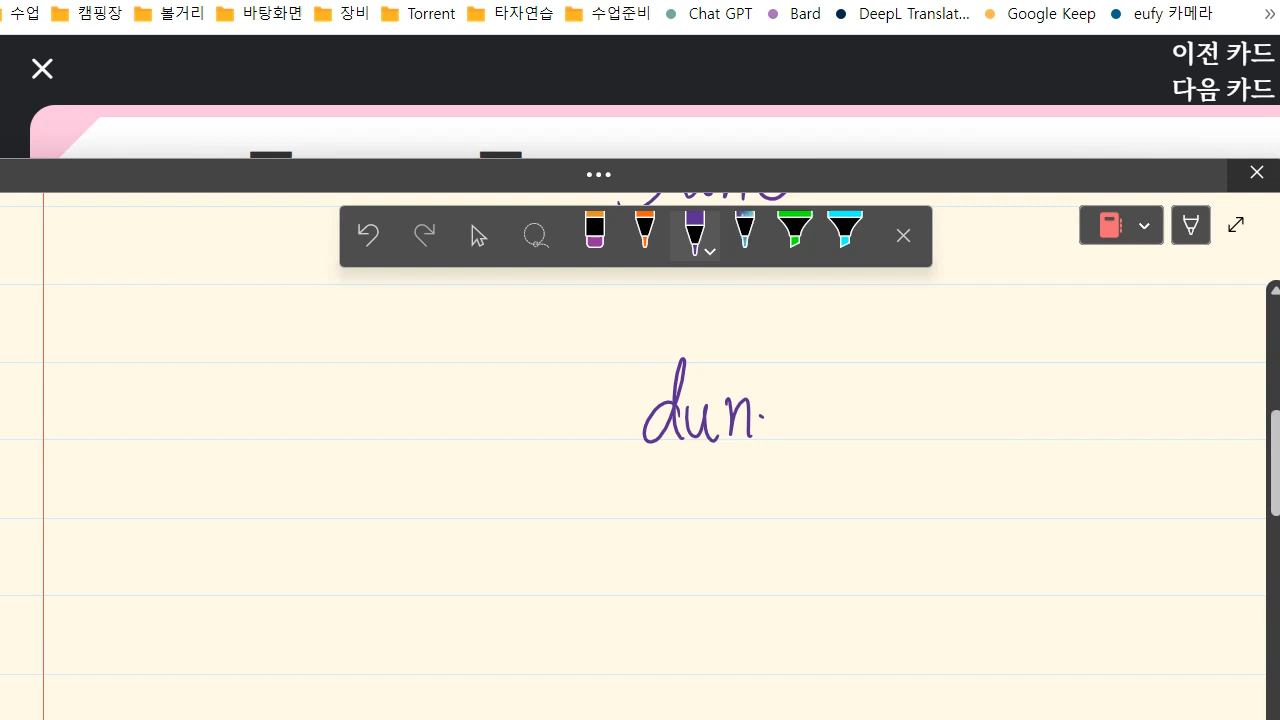 수업 캠핑장 볼거리 바탕화면 장비 Torrent 타자연습 수업준비 Chat GPT Bard DeepL Translat... Google Keep eufy 카메라 »
이전 카드
다음 카드
dun.